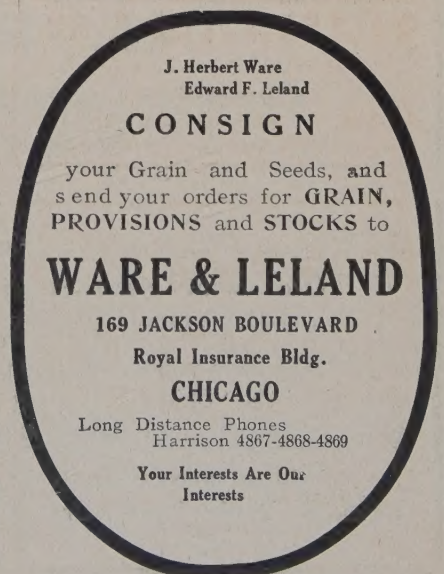 J. Herbert Ware
Edward F. Leland
CONSIGN
your Grain and Seeds, and
send your orders for GRAIN,
PROVISIONS and STOCKS to
WARE & LELAND
169 JACKSON BOULEVARD
Royal Insurance Bldg.
CHICAGO
Long Distance Phones
Harrison 4867-4868-4869
Your Interests Are Our
Interests